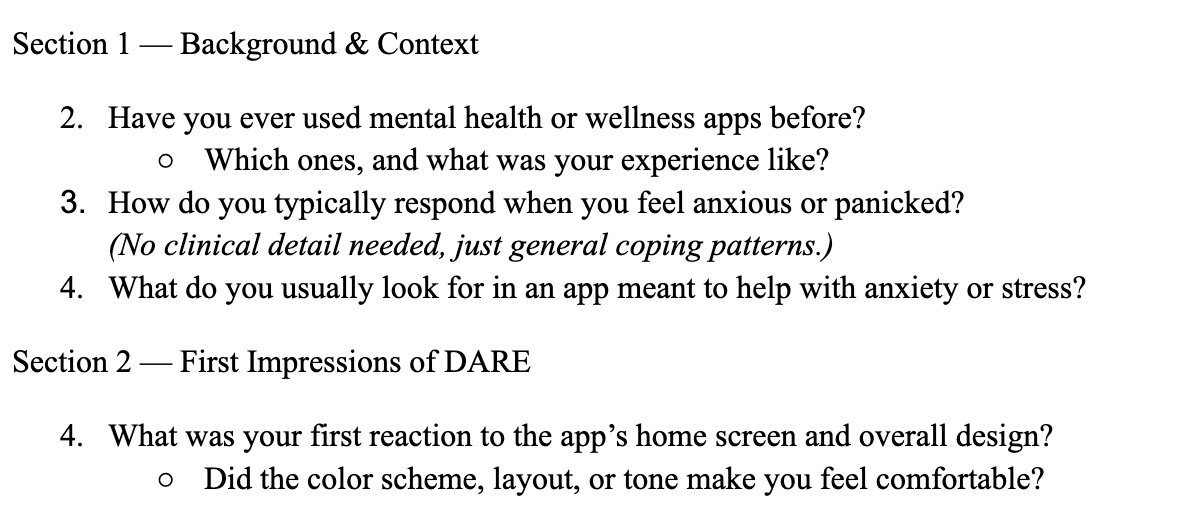 Section 1 — Background & Context
2. Have you ever used mental health or wellness apps before?
○ Which ones, and what was your experience like?
3. How do you typically respond when you feel anxious or panicked?
(No clinical detail needed, just general coping patterns.)
4. What do you usually look for in an app meant to help with anxiety or stress?
Section 2 — First Impressions of DARE
4. What was your first reaction to the app’s home screen and overall design?
○ Did the color scheme, layout, or tone make you feel comfortable?